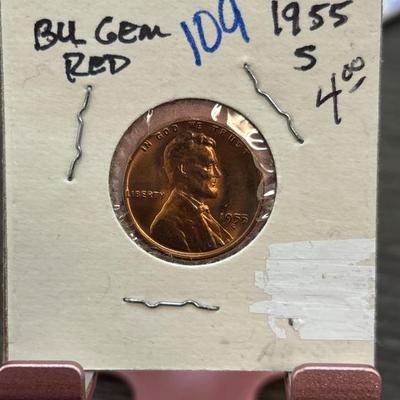 BU GEM 109 1955
RED S
4.00
IN GOD WE TRUST
LIBERTY
1955
S